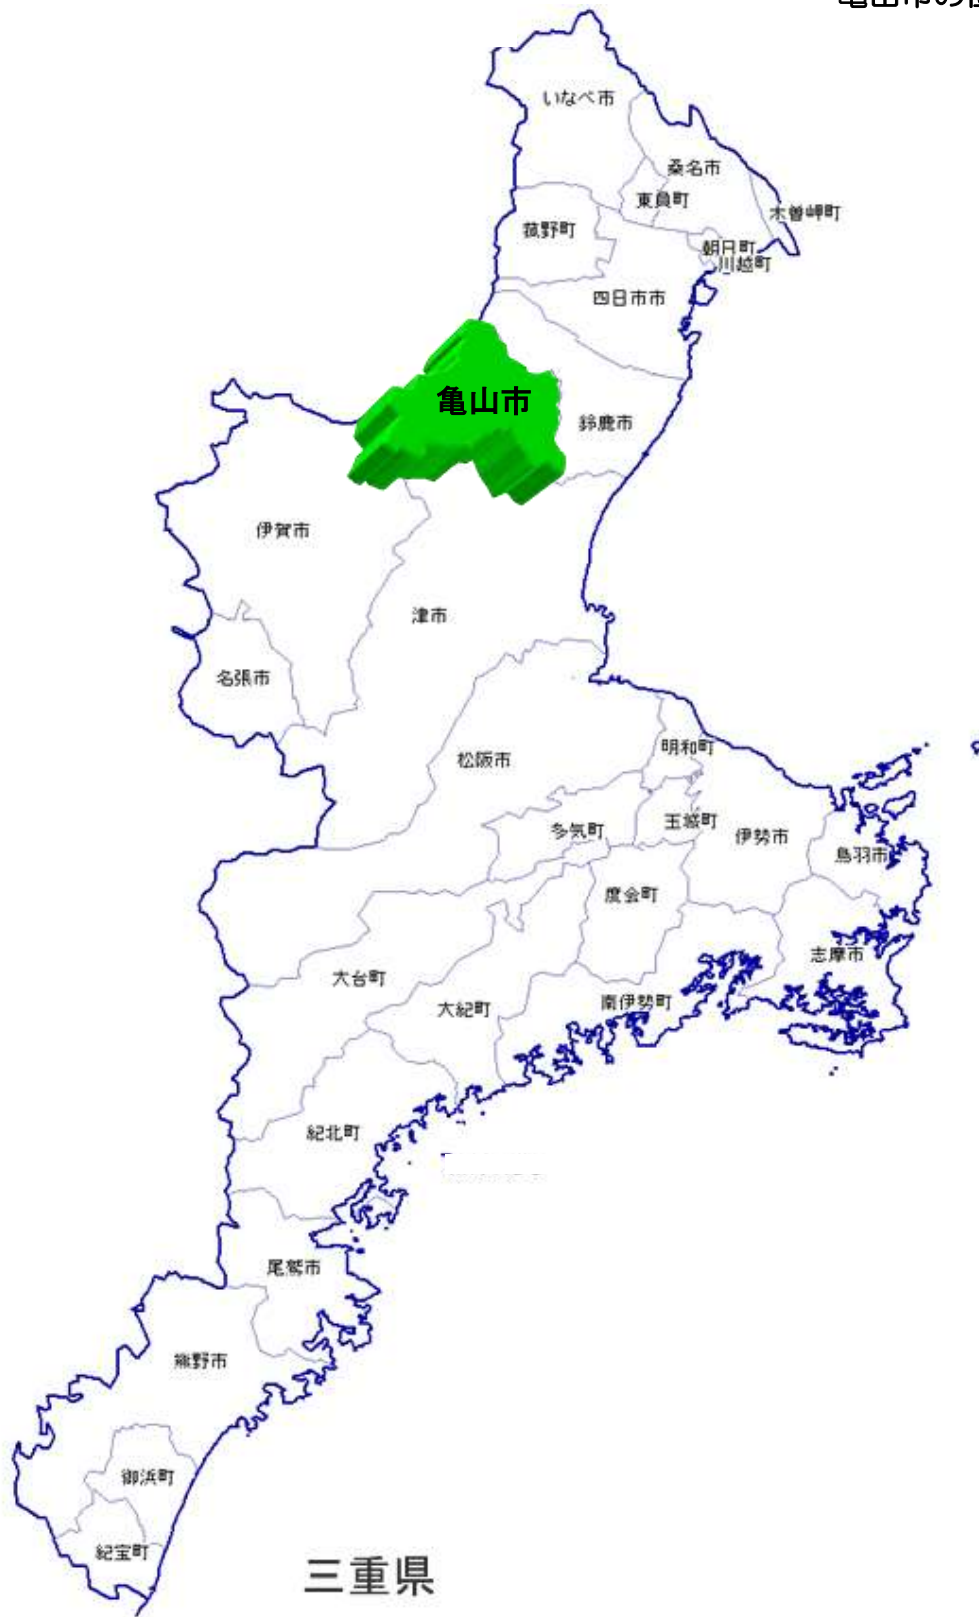 亀山市の
いなべ市
桑名市
東員町
木曽岬町
菰野町
朝日町
川越町
四日市市
亀山市
鈴鹿市
伊賀市
津市
名張市
明和町
松阪市
玉城町
多気町
伊勢市
鳥羽市
度会町
志摩市
大台町
南伊勢町
大紀町
紀北町
尾鷲市
熊野市
御浜町
紀宝町
三重県